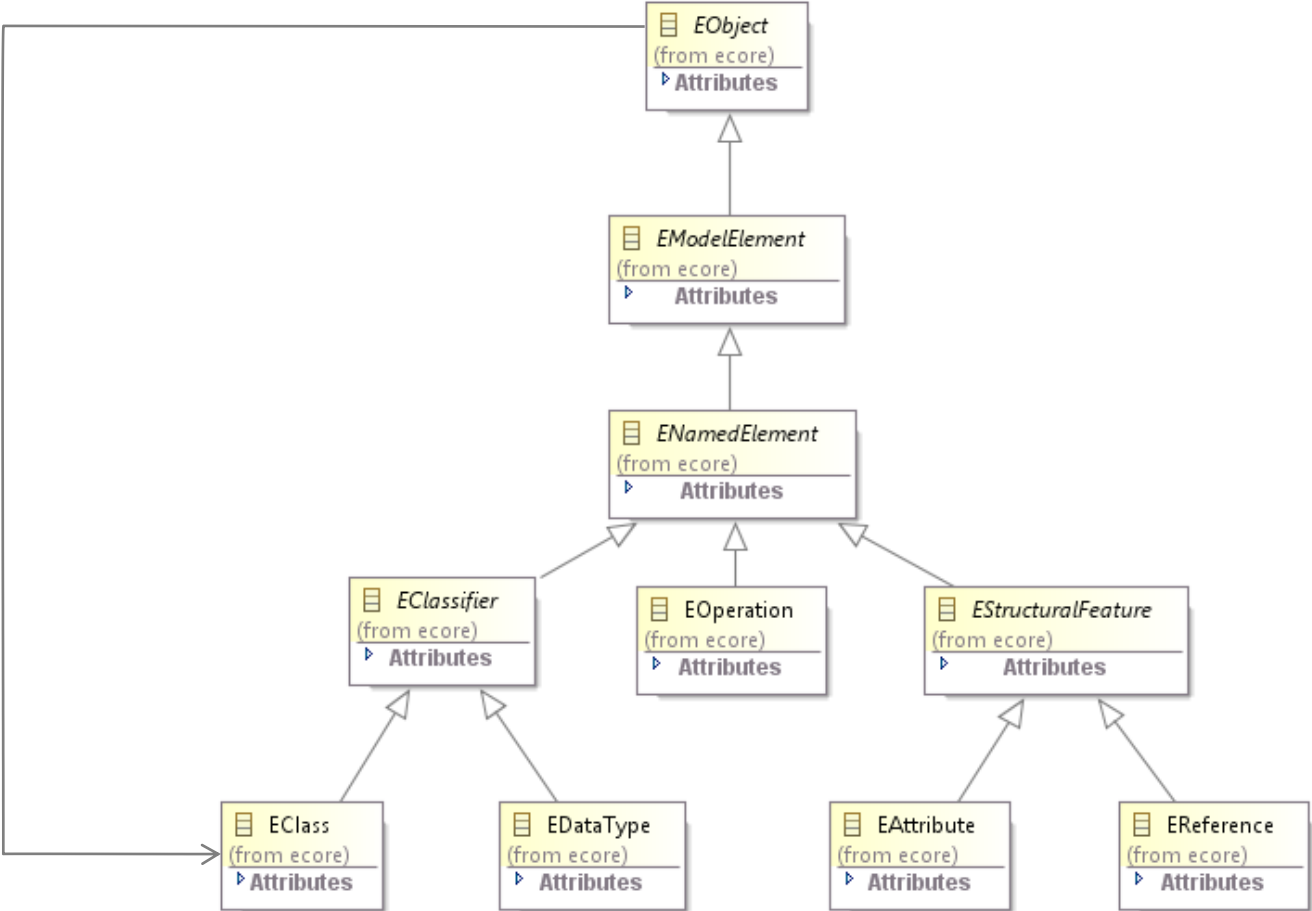 EObject
(from ecore)
Attributes
EModelElement
(from ecore)
Attributes
ENamedElement
(from ecore)
Attributes
EClassifier
(from ecore)
Attributes
EOperation
(from ecore)
Attributes
EStructuralFeature
(from ecore)
Attributes
EClass
(from ecore)
Attributes
EDataType
(from ecore)
Attributes
EAttribute
(from ecore)
Attributes
EReference
(from ecore)
Attributes